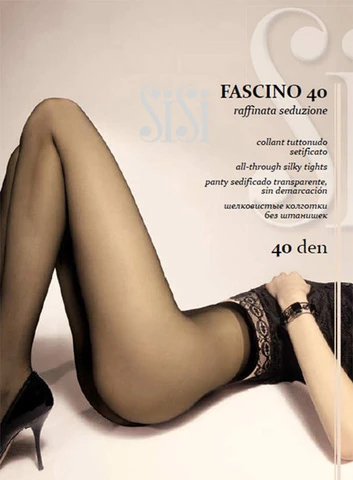 SiSi
FASCINO 40
raffinata seduzione
collant tuttonudo
setificato
all-through silky tights
panty sedificado transparente,
sin demarcación
шелковистые колготки
без штанишек
40 den
Si